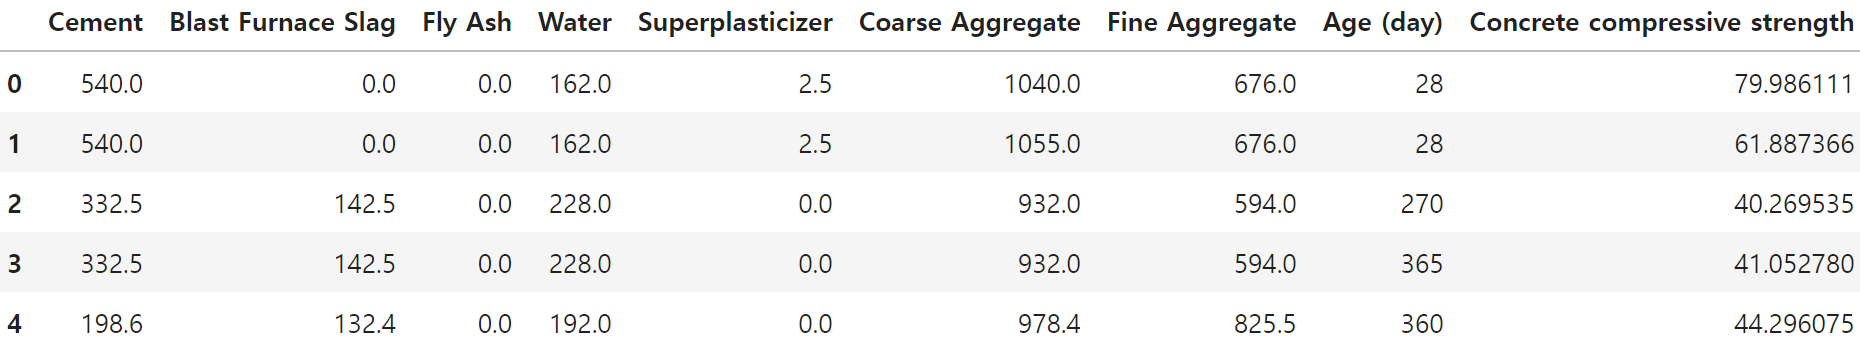 Cement Blast Furnace Slag Fly Ash Water Superplasticizer Coarse Aggregate Fine Aggregate Age (day) Concrete compressive strength
0 540.0 0.0 0.0 162.0 2.5 1040.0 676.0 28 79.986111
1 540.0 0.0 0.0 162.0 2.5 1055.0 676.0 28 61.887366
2 332.5 142.5 0.0 228.0 0.0 932.0 594.0 270 40.269535
3 332.5 142.5 0.0 228.0 0.0 932.0 594.0 365 41.052780
4 198.6 132.4 0.0 192.0 0.0 978.4 825.5 360 44.296075